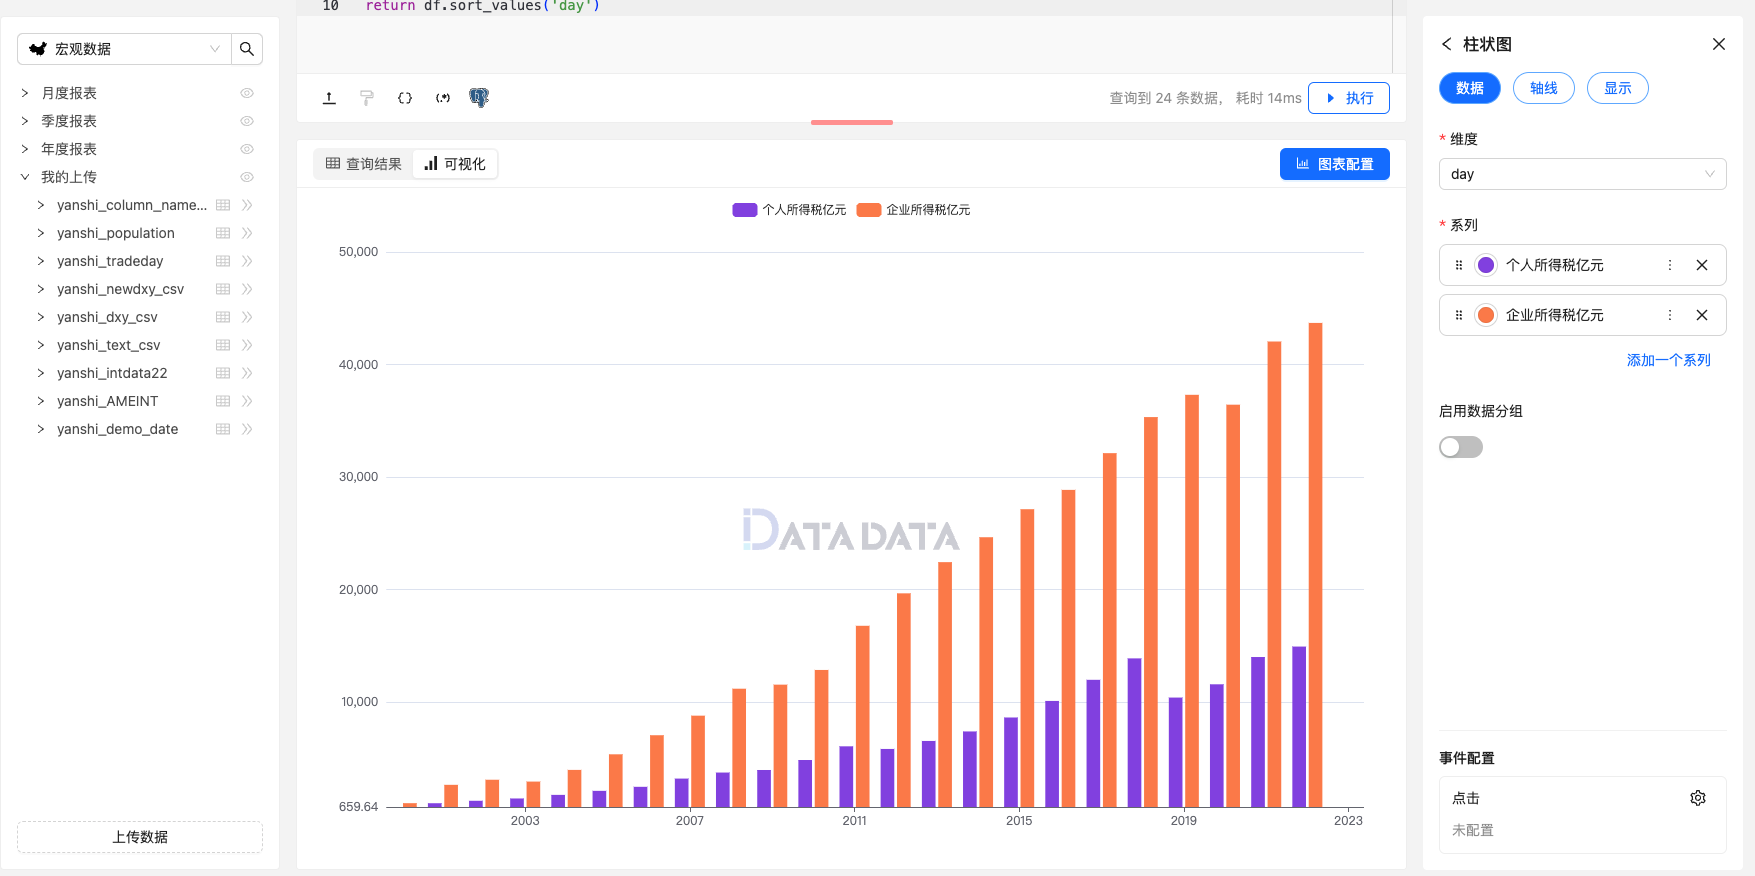 10 return df.sort_values('day')
宏观数据
月度报表
季度报表
年度报表
我的上传
yanshi_column_name...
yanshi_population
yanshi_tradeday
yanshi_newdxy_csv
yanshi_dxy_csv
yanshi_text_csv
yanshi_intdata22
yanshi_AMEINT
yanshi_demo_date
上传数据
{} (.*) 查询到 24 条数据， 耗时 14ms 执行
查询结果 可视化 图表配置
个人所得税亿元 企业所得税亿元
50,000
40,000
30,000
DATA DATA
20,000
10,000
659.64
2003 2007 2011 2015 2019 2023
柱状图
数据 轴线 显示
* 维度
day
* 系列
个人所得税亿元
企业所得税亿元
添加一个系列
启用数据分组
事件配置
点击
未配置